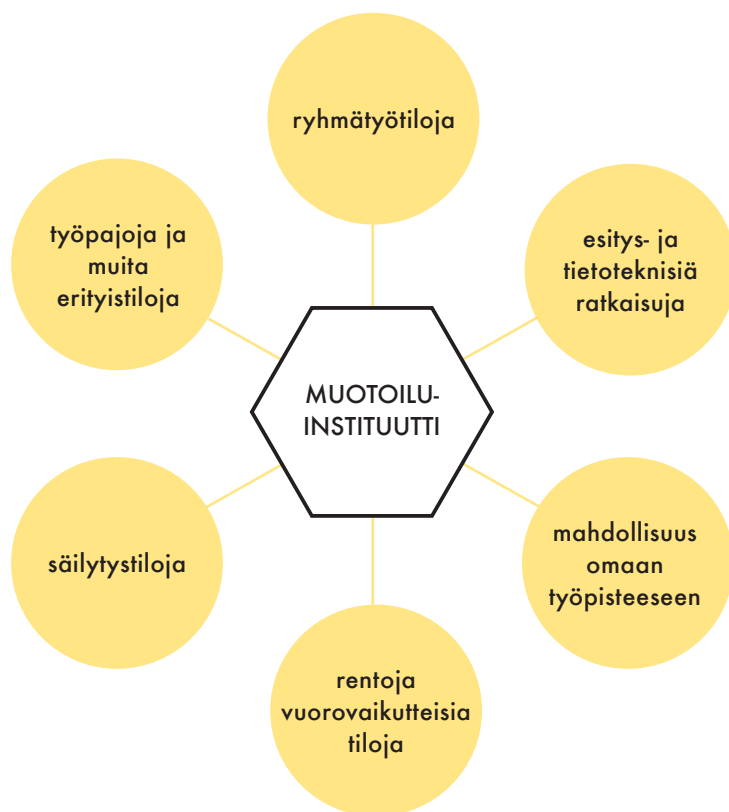 ryhmätyötiloja
työpajoja ja
muita
erityistiloja
esitys- ja
tietoteknisiä
ratkaisuja
MUOTOILU-
INSTITUUTTI
säilytystiloja
mahdollisuus
omaan
työpisteeseen
rentoja
vuorovaikutteisia
tiloja